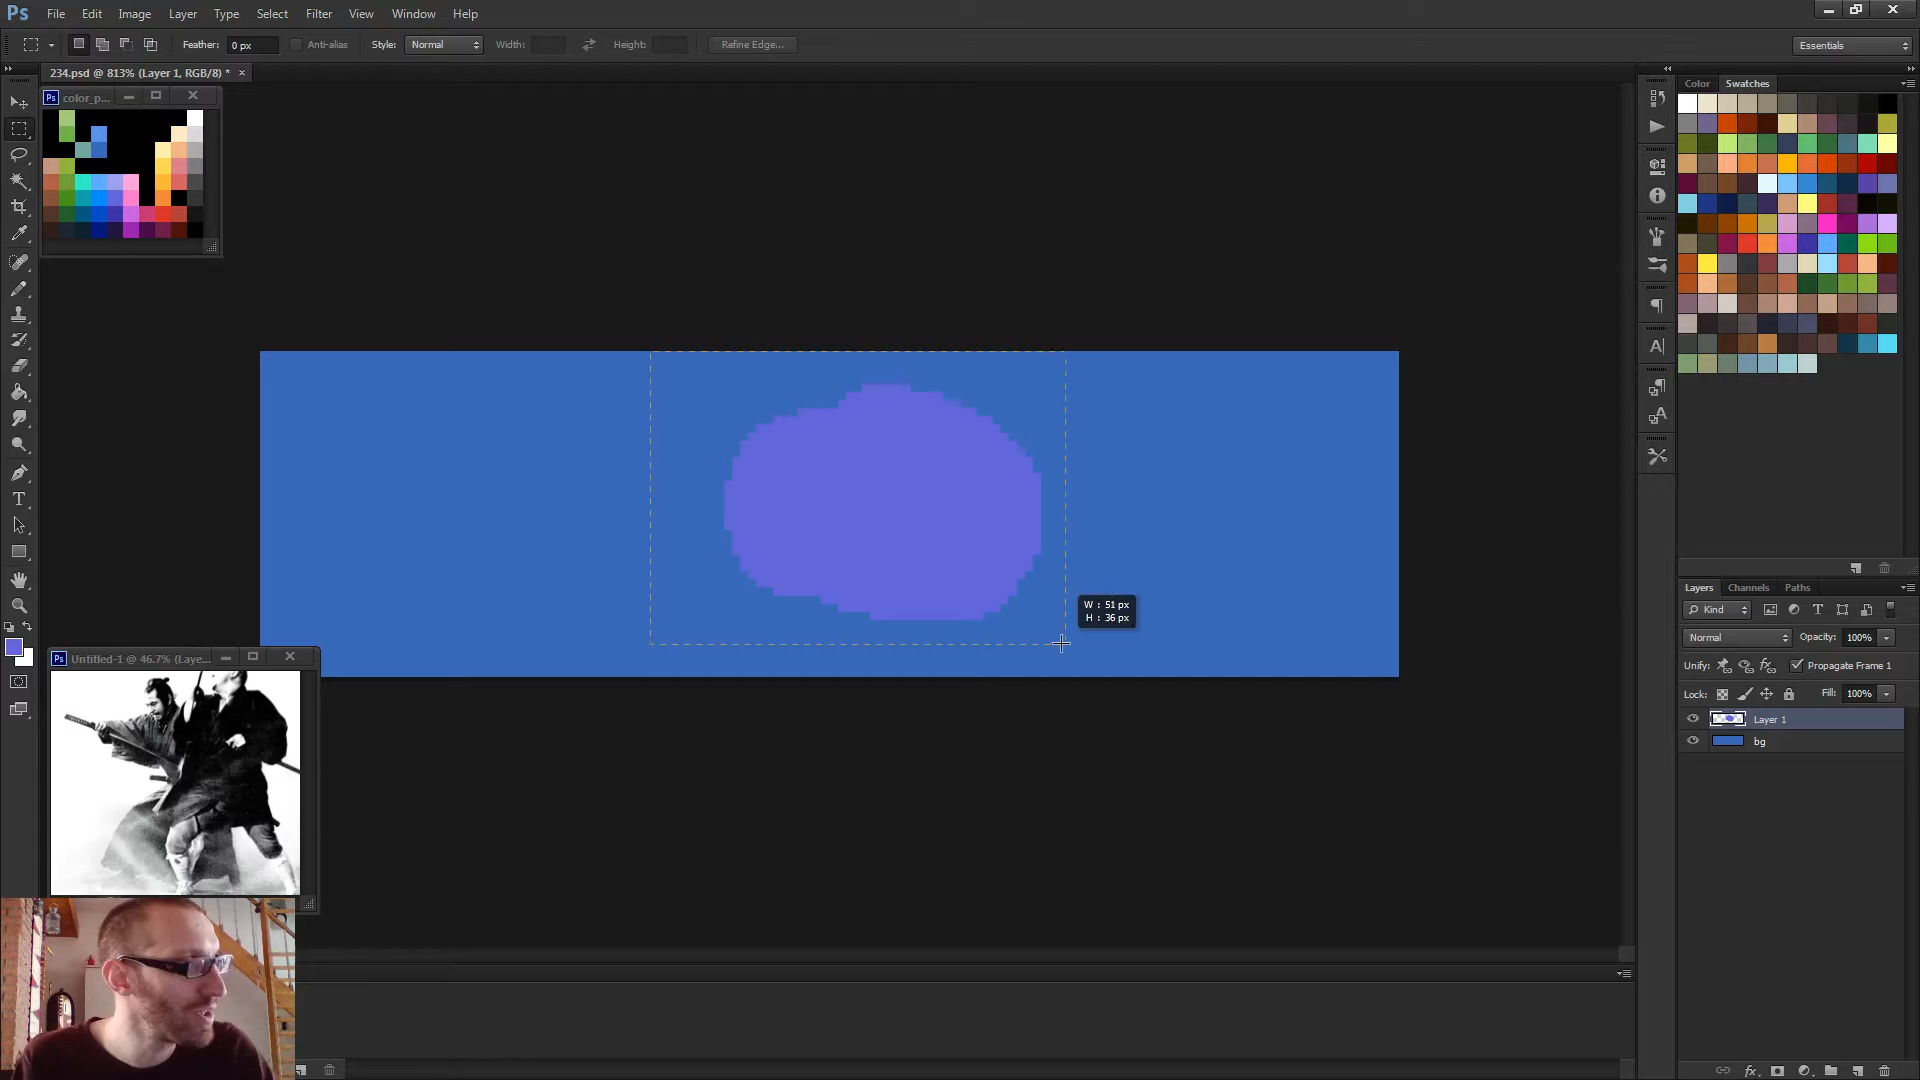 Ps File Edit Image Layer Type Select Filter View Window Help
Feather: 0 px Anti-alias Style: Normal Width: Height: Refine Edge... Essentials
234.psd @ 813% (Layer 1, RGB/8) *
Ps color_p...
Color Swatches
W : 51 px
H : 36 px
Layers Channels Paths
Kind
Normal Opacity: 100%
Unify: Propagate Frame 1
Lock: Fill: 100%
Layer 1
bg
Ps Untitled-1 @ 46.7% (Laye...